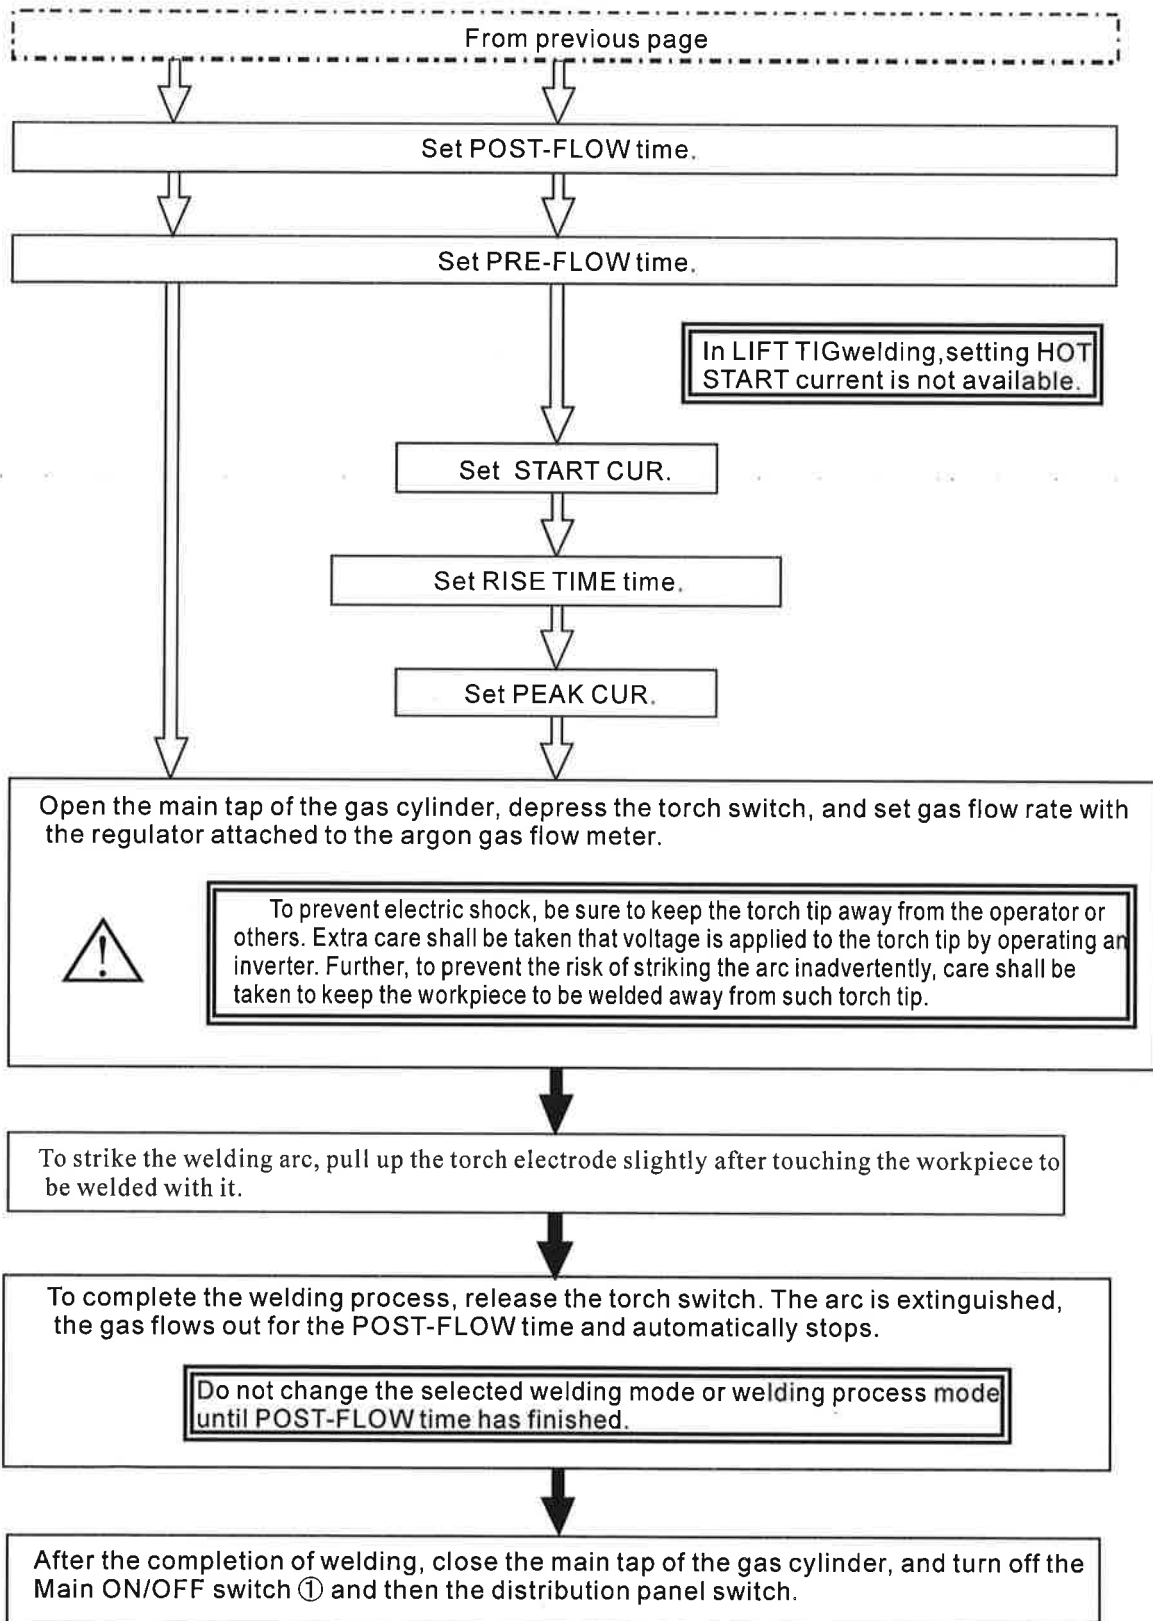 From previous page
Set POST-FLOW time.
Set PRE-FLOW time.
In LIFT TIGwelding,setting HOT
START current is not available.
Set START CUR.
Set RISE TIME time.
Set PEAK CUR.
Open the main tap of the gas cylinder, depress the torch switch, and set gas flow rate with
the regulator attached to the argon gas flow meter.
To prevent electric shock, be sure to keep the torch tip away from the operator or
others. Extra care shall be taken that voltage is applied to the torch tip by operating an
inverter. Further, to prevent the risk of striking the arc inadvertently, care shall be
taken to keep the workpiece to be welded away from such torch tip.
To strike the welding arc, pull up the torch electrode slightly after touching the workpiece to
be welded with it.
To complete the welding process, release the torch switch. The arc is extinguished,
the gas flows out for the POST-FLOW time and automatically stops.
Do not change the selected welding mode or welding process mode
until POST-FLOW time has finished.
After the completion of welding, close the main tap of the gas cylinder, and turn off the
Main ON/OFF switch ① and then the distribution panel switch.